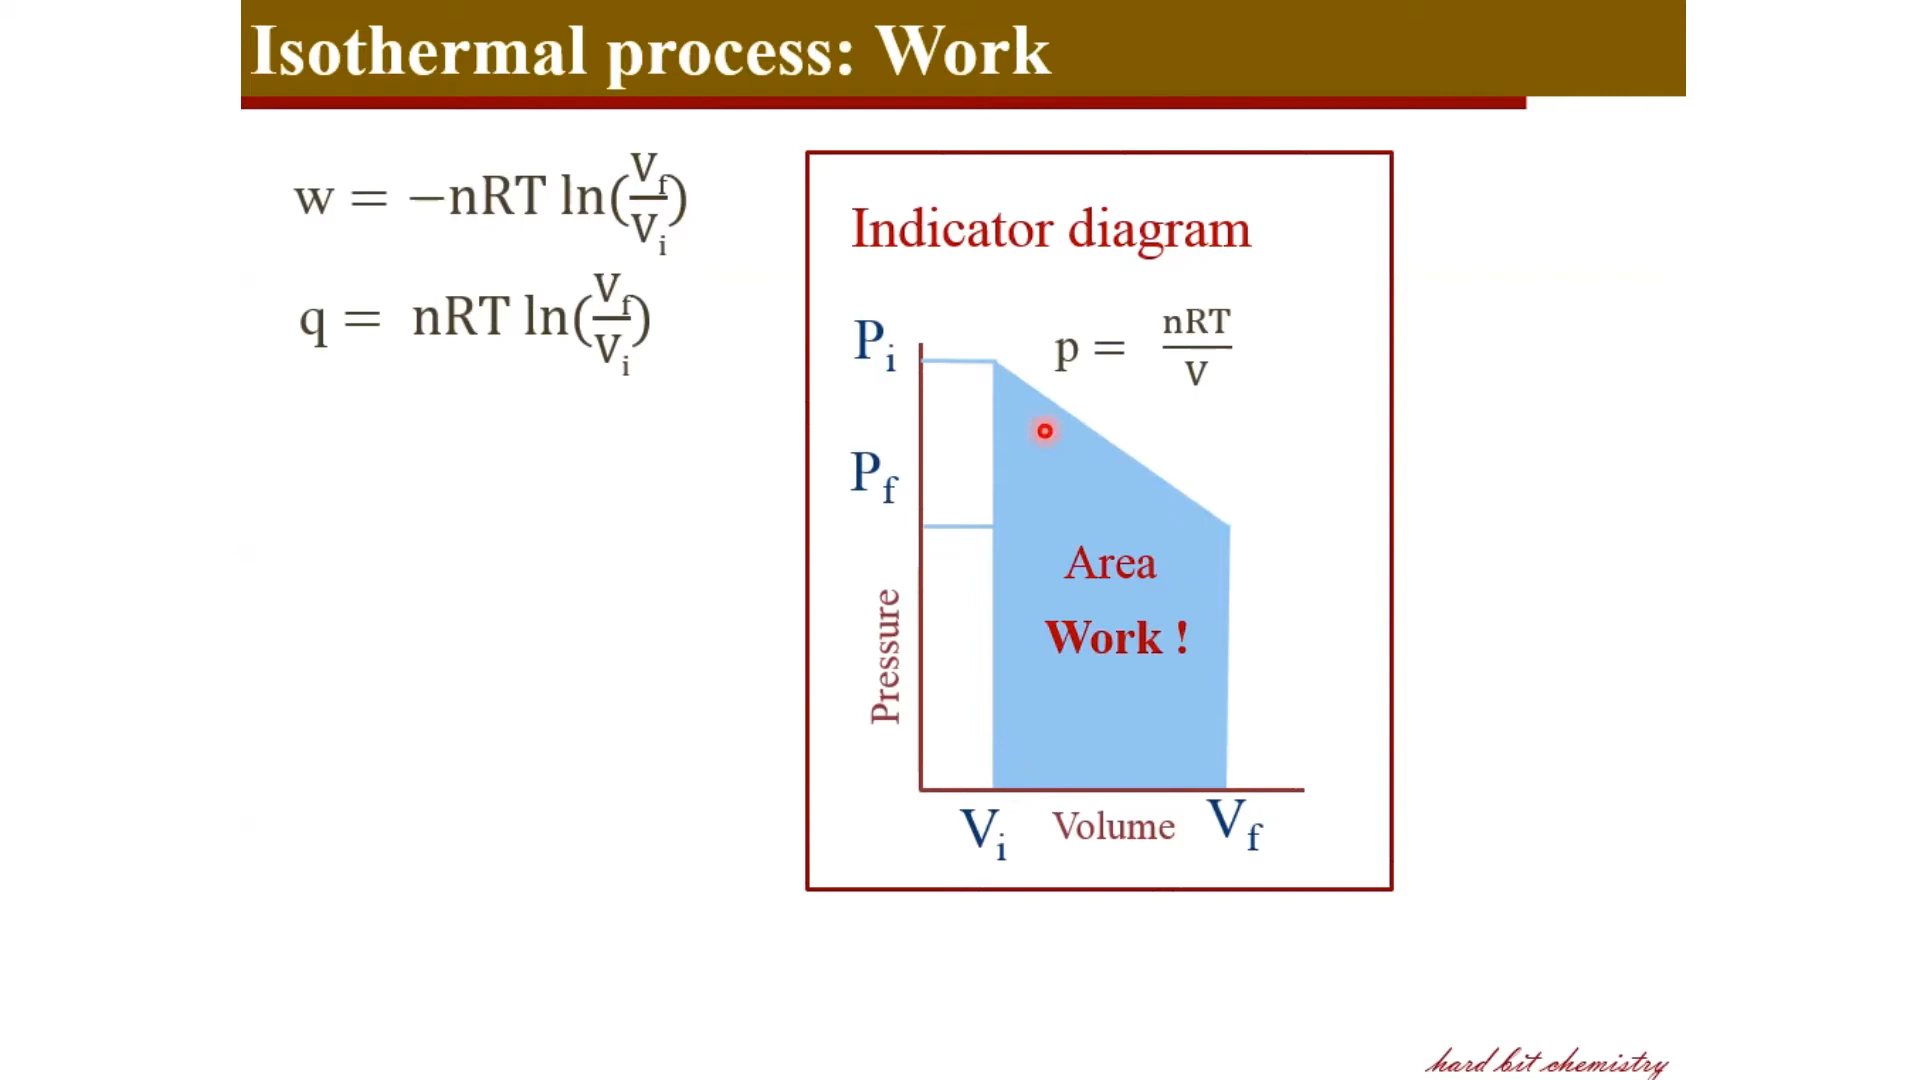 Isothermal process: Work
w = −nRT ln(V_f/V_i)
q = nRT ln(V_f/V_i)
Indicator diagram
P_i
p = nRT/V
P_f
Area
Work !
Pressure
V_i Volume V_f
hard bit chemistry